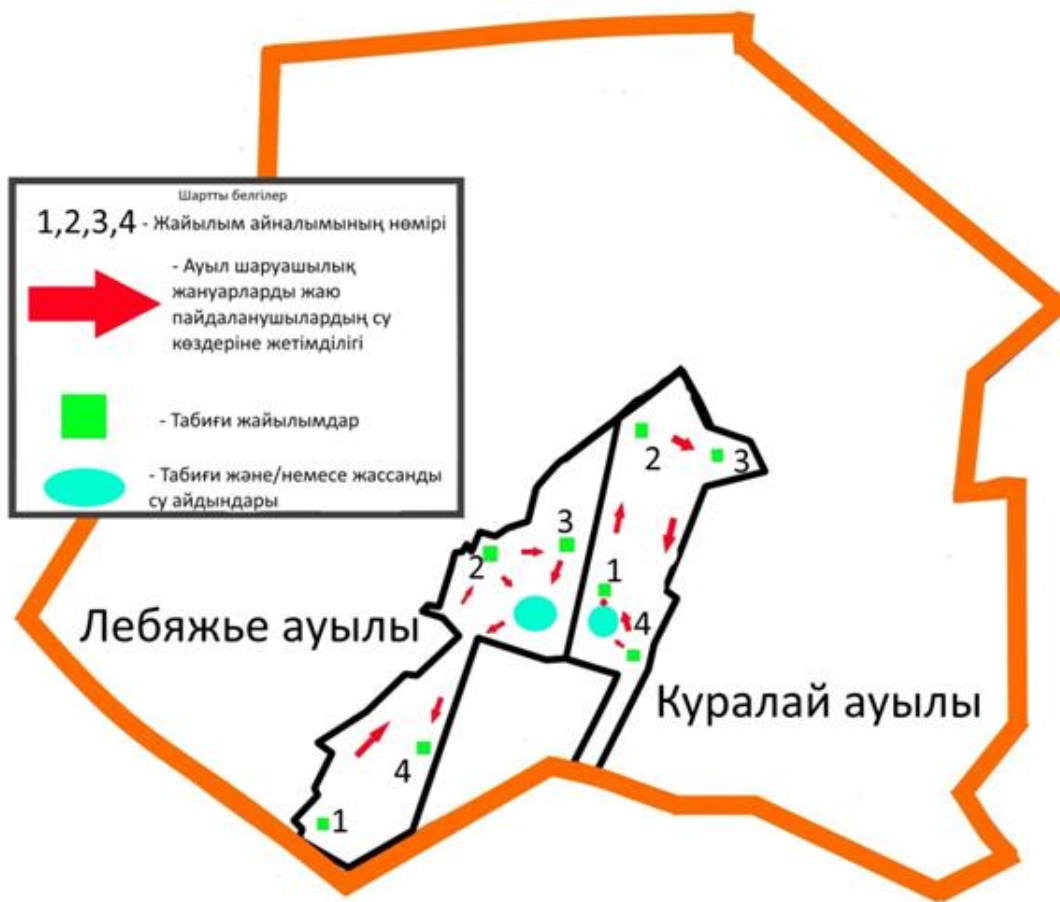 Шартты белгілер
1,2,3,4 - Жайылым айналымының нөмірі
- Ауыл шаруашылық
жануарларды жаю
пайдаланушылардың су
көздеріне жетімділігі
- Табиғи жайылымдар
- Табиғи және/немесе жассанды
су айдындары
2
3
3
2
1
4
Лебяжье ауылы
Куралай ауылы
4
1